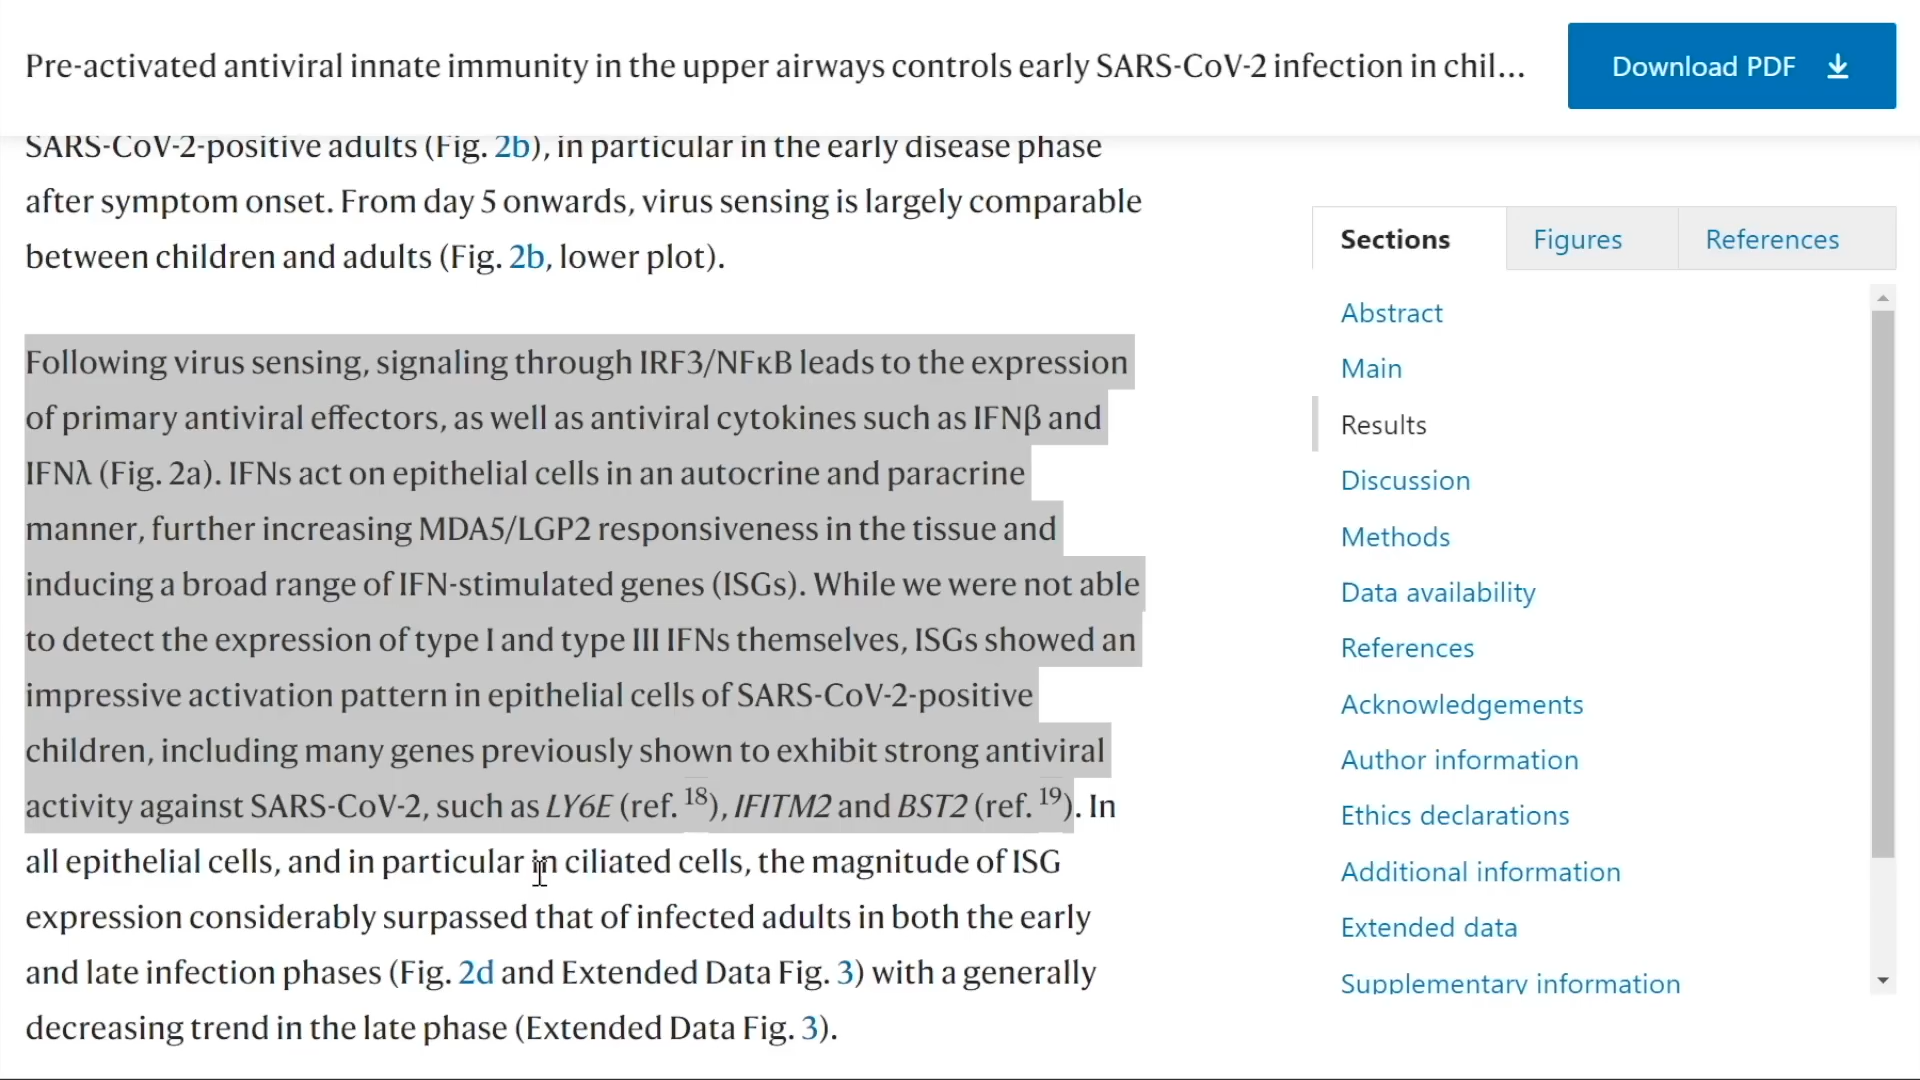 Pre-activated antiviral innate immunity in the upper airways controls early SARS-CoV-2 infection in chil...
Download PDF
SARS-CoV-2-positive adults (Fig. 2b), in particular in the early disease phase
after symptom onset. From day 5 onwards, virus sensing is largely comparable
between children and adults (Fig. 2b, lower plot).
Following virus sensing, signaling through IRF3/NFκB leads to the expression
of primary antiviral effectors, as well as antiviral cytokines such as IFNβ and
IFNλ (Fig. 2a). IFNs act on epithelial cells in an autocrine and paracrine
manner, further increasing MDA5/LGP2 responsiveness in the tissue and
inducing a broad range of IFN-stimulated genes (ISGs). While we were not able
to detect the expression of type I and type III IFNs themselves, ISGs showed an
impressive activation pattern in epithelial cells of SARS-CoV-2-positive
children, including many genes previously shown to exhibit strong antiviral
activity against SARS-CoV-2, such as LY6E (ref. 18), IFITM2 and BST2 (ref. 19). In
all epithelial cells, and in particular in ciliated cells, the magnitude of ISG
expression considerably surpassed that of infected adults in both the early
and late infection phases (Fig. 2d and Extended Data Fig. 3) with a generally
decreasing trend in the late phase (Extended Data Fig. 3).
Sections
Figures
References
Abstract
Main
Results
Discussion
Methods
Data availability
References
Acknowledgements
Author information
Ethics declarations
Additional information
Extended data
Supplementary information